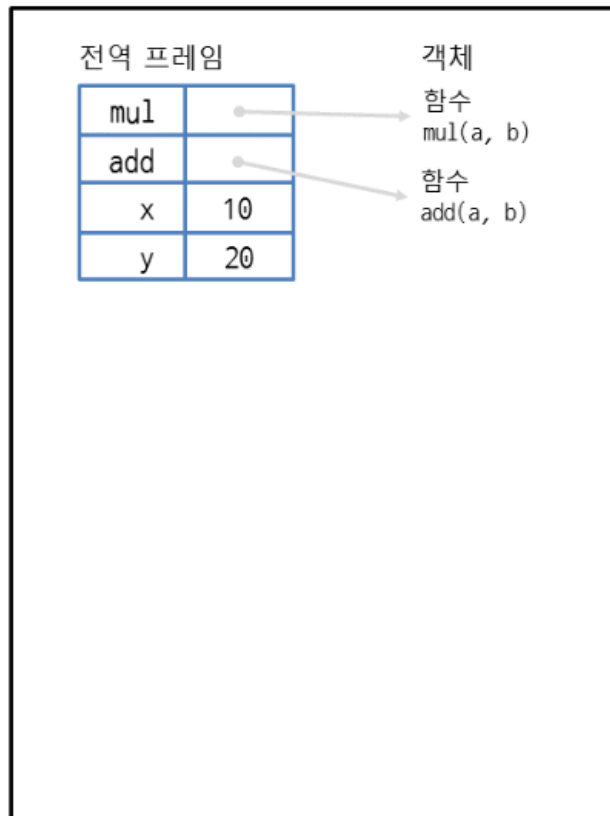 전역 프레임
객체
mul
함수
mul(a, b)
add
함수
add(a, b)
x 10
y 20